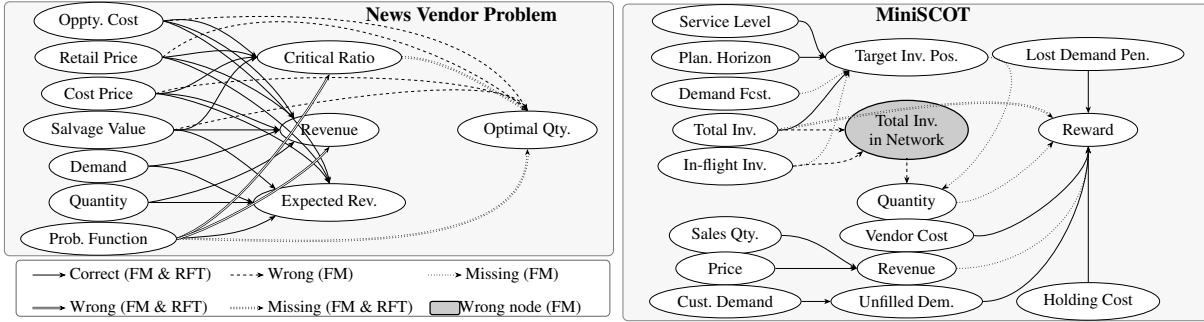 News Vendor Problem
Oppty. Cost
Retail Price
Cost Price
Salvage Value
Demand
Quantity
Prob. Function
Critical Ratio
Revenue
Expected Rev.
Optimal Qty.
Correct (FM & RFT)
Wrong (FM)
Missing (FM)
Wrong (FM & RFT)
Missing (FM & RFT)
Wrong node (FM)
MiniSCOT
Service Level
Plan. Horizon
Demand Fcst.
Total Inv.
In-flight Inv.
Target Inv. Pos.
Lost Demand Pen.
Total Inv.
in Network
Reward
Quantity
Sales Qty.
Vendor Cost
Price
Revenue
Cust. Demand
Unfilled Dem.
Holding Cost